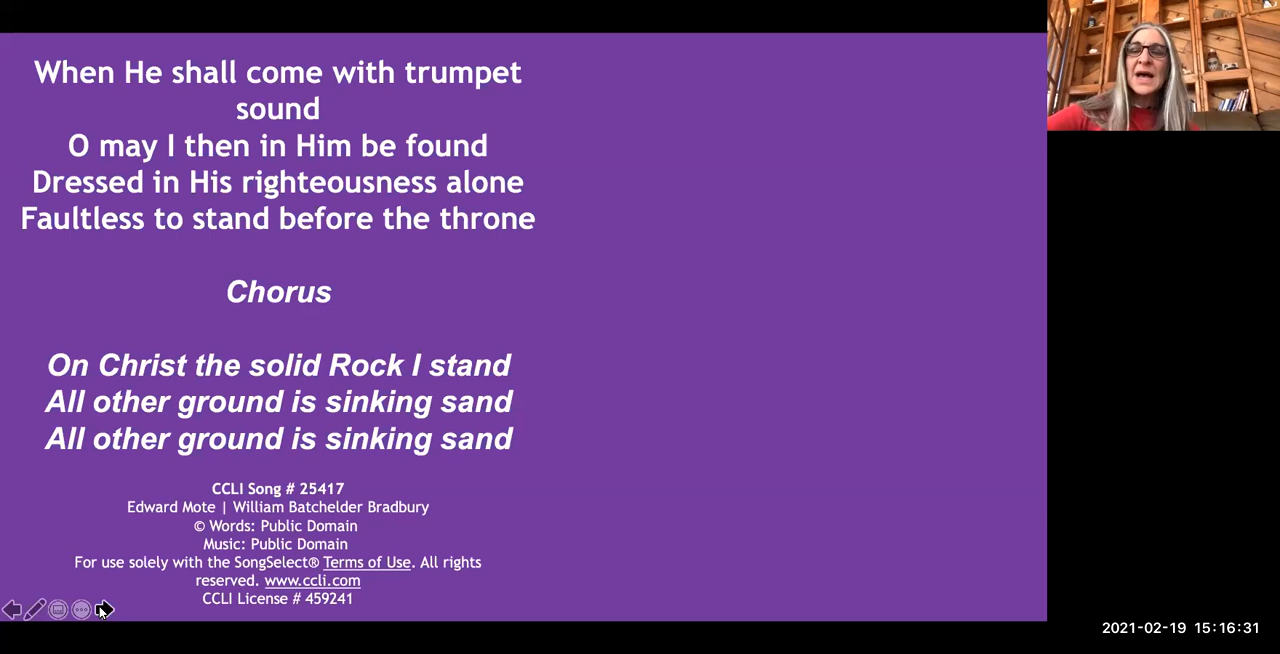 When He shall come with trumpet
sound
O may I then in Him be found
Dressed in His righteousness alone
Faultless to stand before the throne
Chorus
On Christ the solid Rock I stand
All other ground is sinking sand
All other ground is sinking sand
CCLI Song # 25417
Edward Mote | William Batchelder Bradbury
© Words: Public Domain
Music: Public Domain
For use solely with the SongSelect® Terms of Use. All rights
reserved. www.ccli.com
CCLI License # 459241
2021-02-19 15:16:31